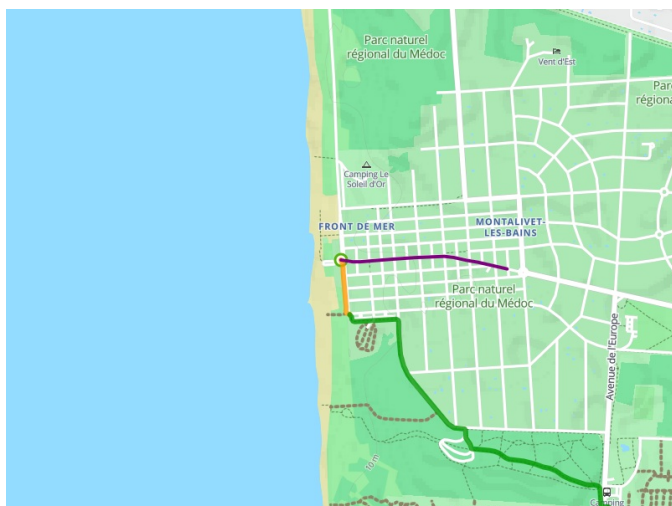 Parc naturel
régional du Médoc
Vent d'Est
Parc
régional
Camping Le
Soleil d'Or
FRONT DE MER
MONTALIVET-
LES-BAINS
Parc naturel
régional du Médoc
Avenue de l'Europe
10 m
Camping